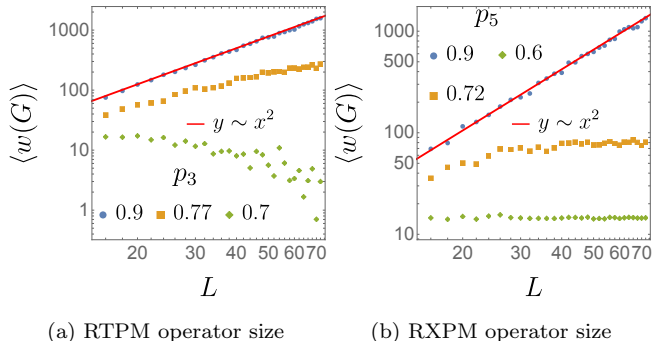 1000
100
10
1
⟨w(G)⟩
y ∼ x²
p₃
0.9 0.77 0.7
20 30 40 50 60 70
L
(a) RTPM operator size
1000
500
100
50
10
⟨w(G)⟩
p₅
0.9 0.6
0.72
y ∼ x²
20 30 40 50 60 70
L
(b) RXPM operator size